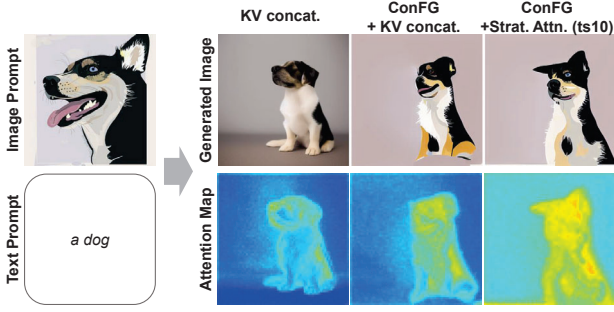 KV concat.
ConFG
+ KV concat.
ConFG
+Strat. Attn. (ts10)
Image Prompt
Generated Image
Text Prompt
a dog
Attention Map